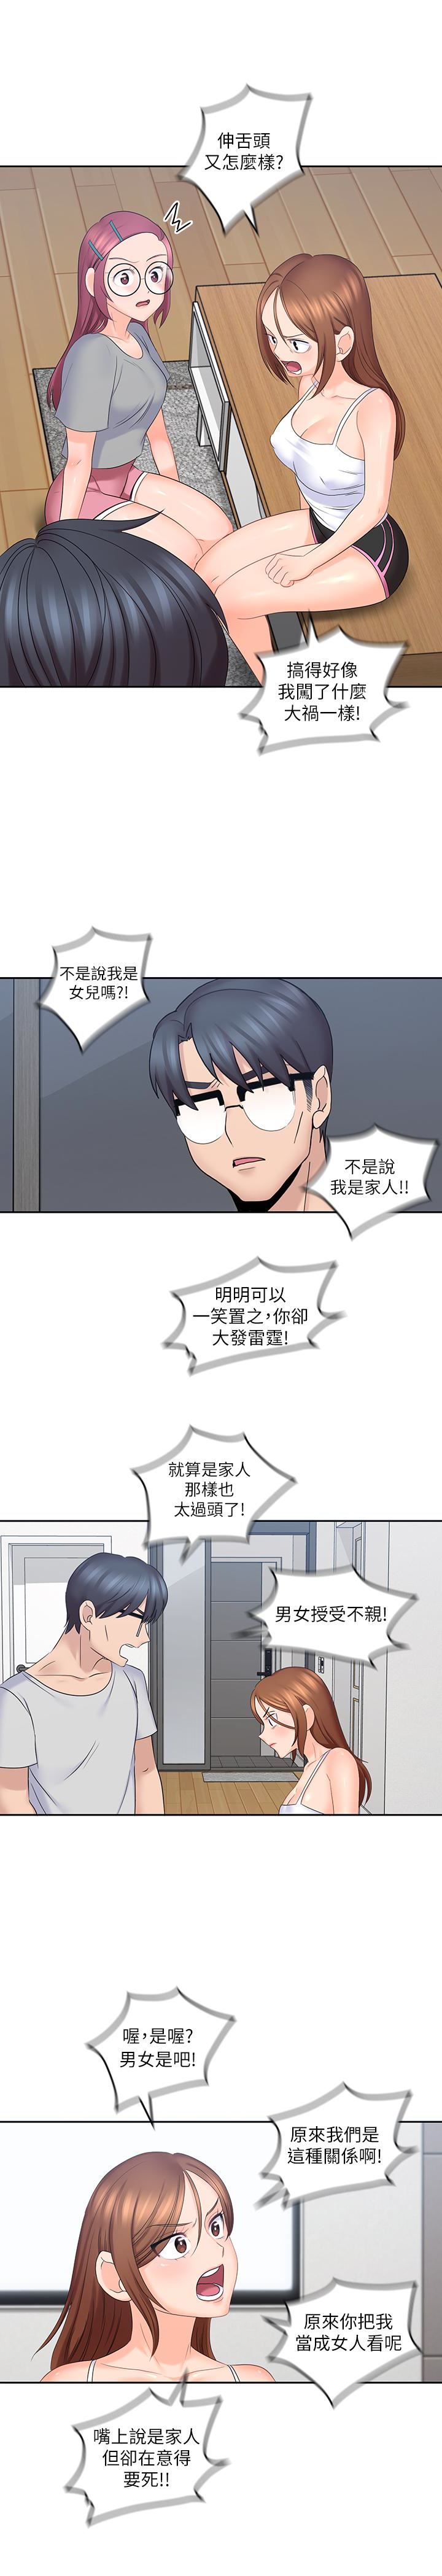 伸舌頭
又怎麼樣?
搞得好像
我闖了什麼
大禍一樣!
不是說我是
女兒嗎?!
不是說
我是家人!!
明明可以
一笑置之,你卻
大發雷霆!
就算是家人
那樣也
太過頭了!
男女授受不親!
喔,是喔?
男女是吧!
原來我們是
這種關係啊!
原來你把我
當成女人看呢
嘴上說是家人
但卻在意得
要死!!